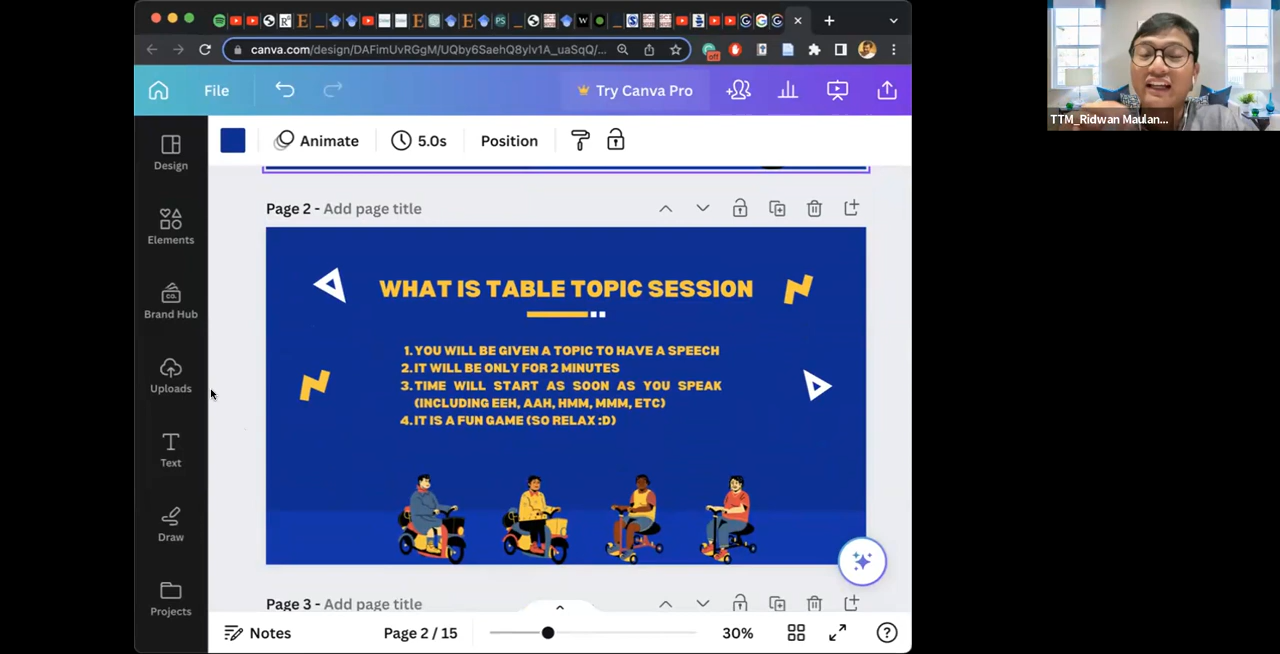 canva.com/design/DAFimUvRGgM/UQby6SaehQ8yIv1A_uaSqQ/...
off
File
Try Canva Pro
TTM_Ridwan Maulan...
Animate
5.0s
Position
Design
Elements
CO.
Brand Hub
Uploads
Text
Draw
Projects
Page 2 - Add page title
WHAT IS TABLE TOPIC SESSION
1. YOU WILL BE GIVEN A TOPIC TO HAVE A SPEECH
2. IT WILL BE ONLY FOR 2 MINUTES
3. TIME WILL START AS SOON AS YOU SPEAK
(INCLUDING EEH, AAH, HMM, MMM, ETC)
4. IT IS A FUN GAME (SO RELAX :D)
Page 3 - Add page title
Notes
Page 2 / 15
30%